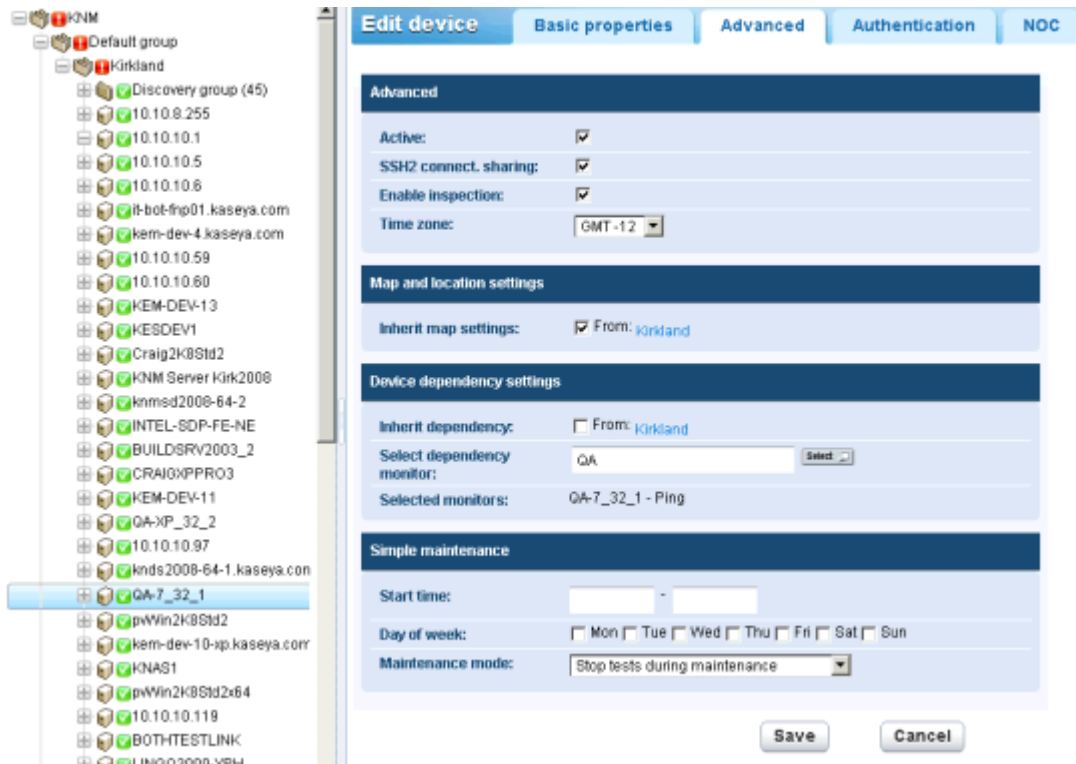 KNM
Default group
Kirkland
Discovery group (45)
10.10.8.255
10.10.10.1
10.10.10.5
10.10.10.6
it-bot-fnp01.kaseya.com
kem-dev-4.kaseya.com
10.10.10.59
10.10.10.60
KEM-DEV-13
KESDEV1
Craig2K8Std2
KNM Server Kirk2008
knmsd2008-64-2
INTEL-SDP-FE-NE
BUILDSRV2003_2
CRAIGXPPRO3
KEM-DEV-11
QA-XP_32_2
10.10.10.97
knds2008-64-1.kaseya.con
QA-7_32_1
pvWin2K8Std2
kem-dev-10-xp.kaseya.com
KNAS1
pvWin2K8Std2x64
10.10.10.119
BOTHTESTLINK
Edit device
Basic properties
Advanced
Authentication
NOC
Advanced
Active:
SSH2 connect. sharing:
Enable inspection:
Time zone: GMT -12
Map and location settings
Inherit map settings: From: Kirkland
Device dependency settings
Inherit dependency: From: Kirkland
Select dependency monitor: QA Select
Selected monitors: QA-7_32_1 - Ping
Simple maintenance
Start time: -
Day of week: Mon Tue Wed Thu Fri Sat Sun
Maintenance mode: Stop tests during maintenance
Save Cancel